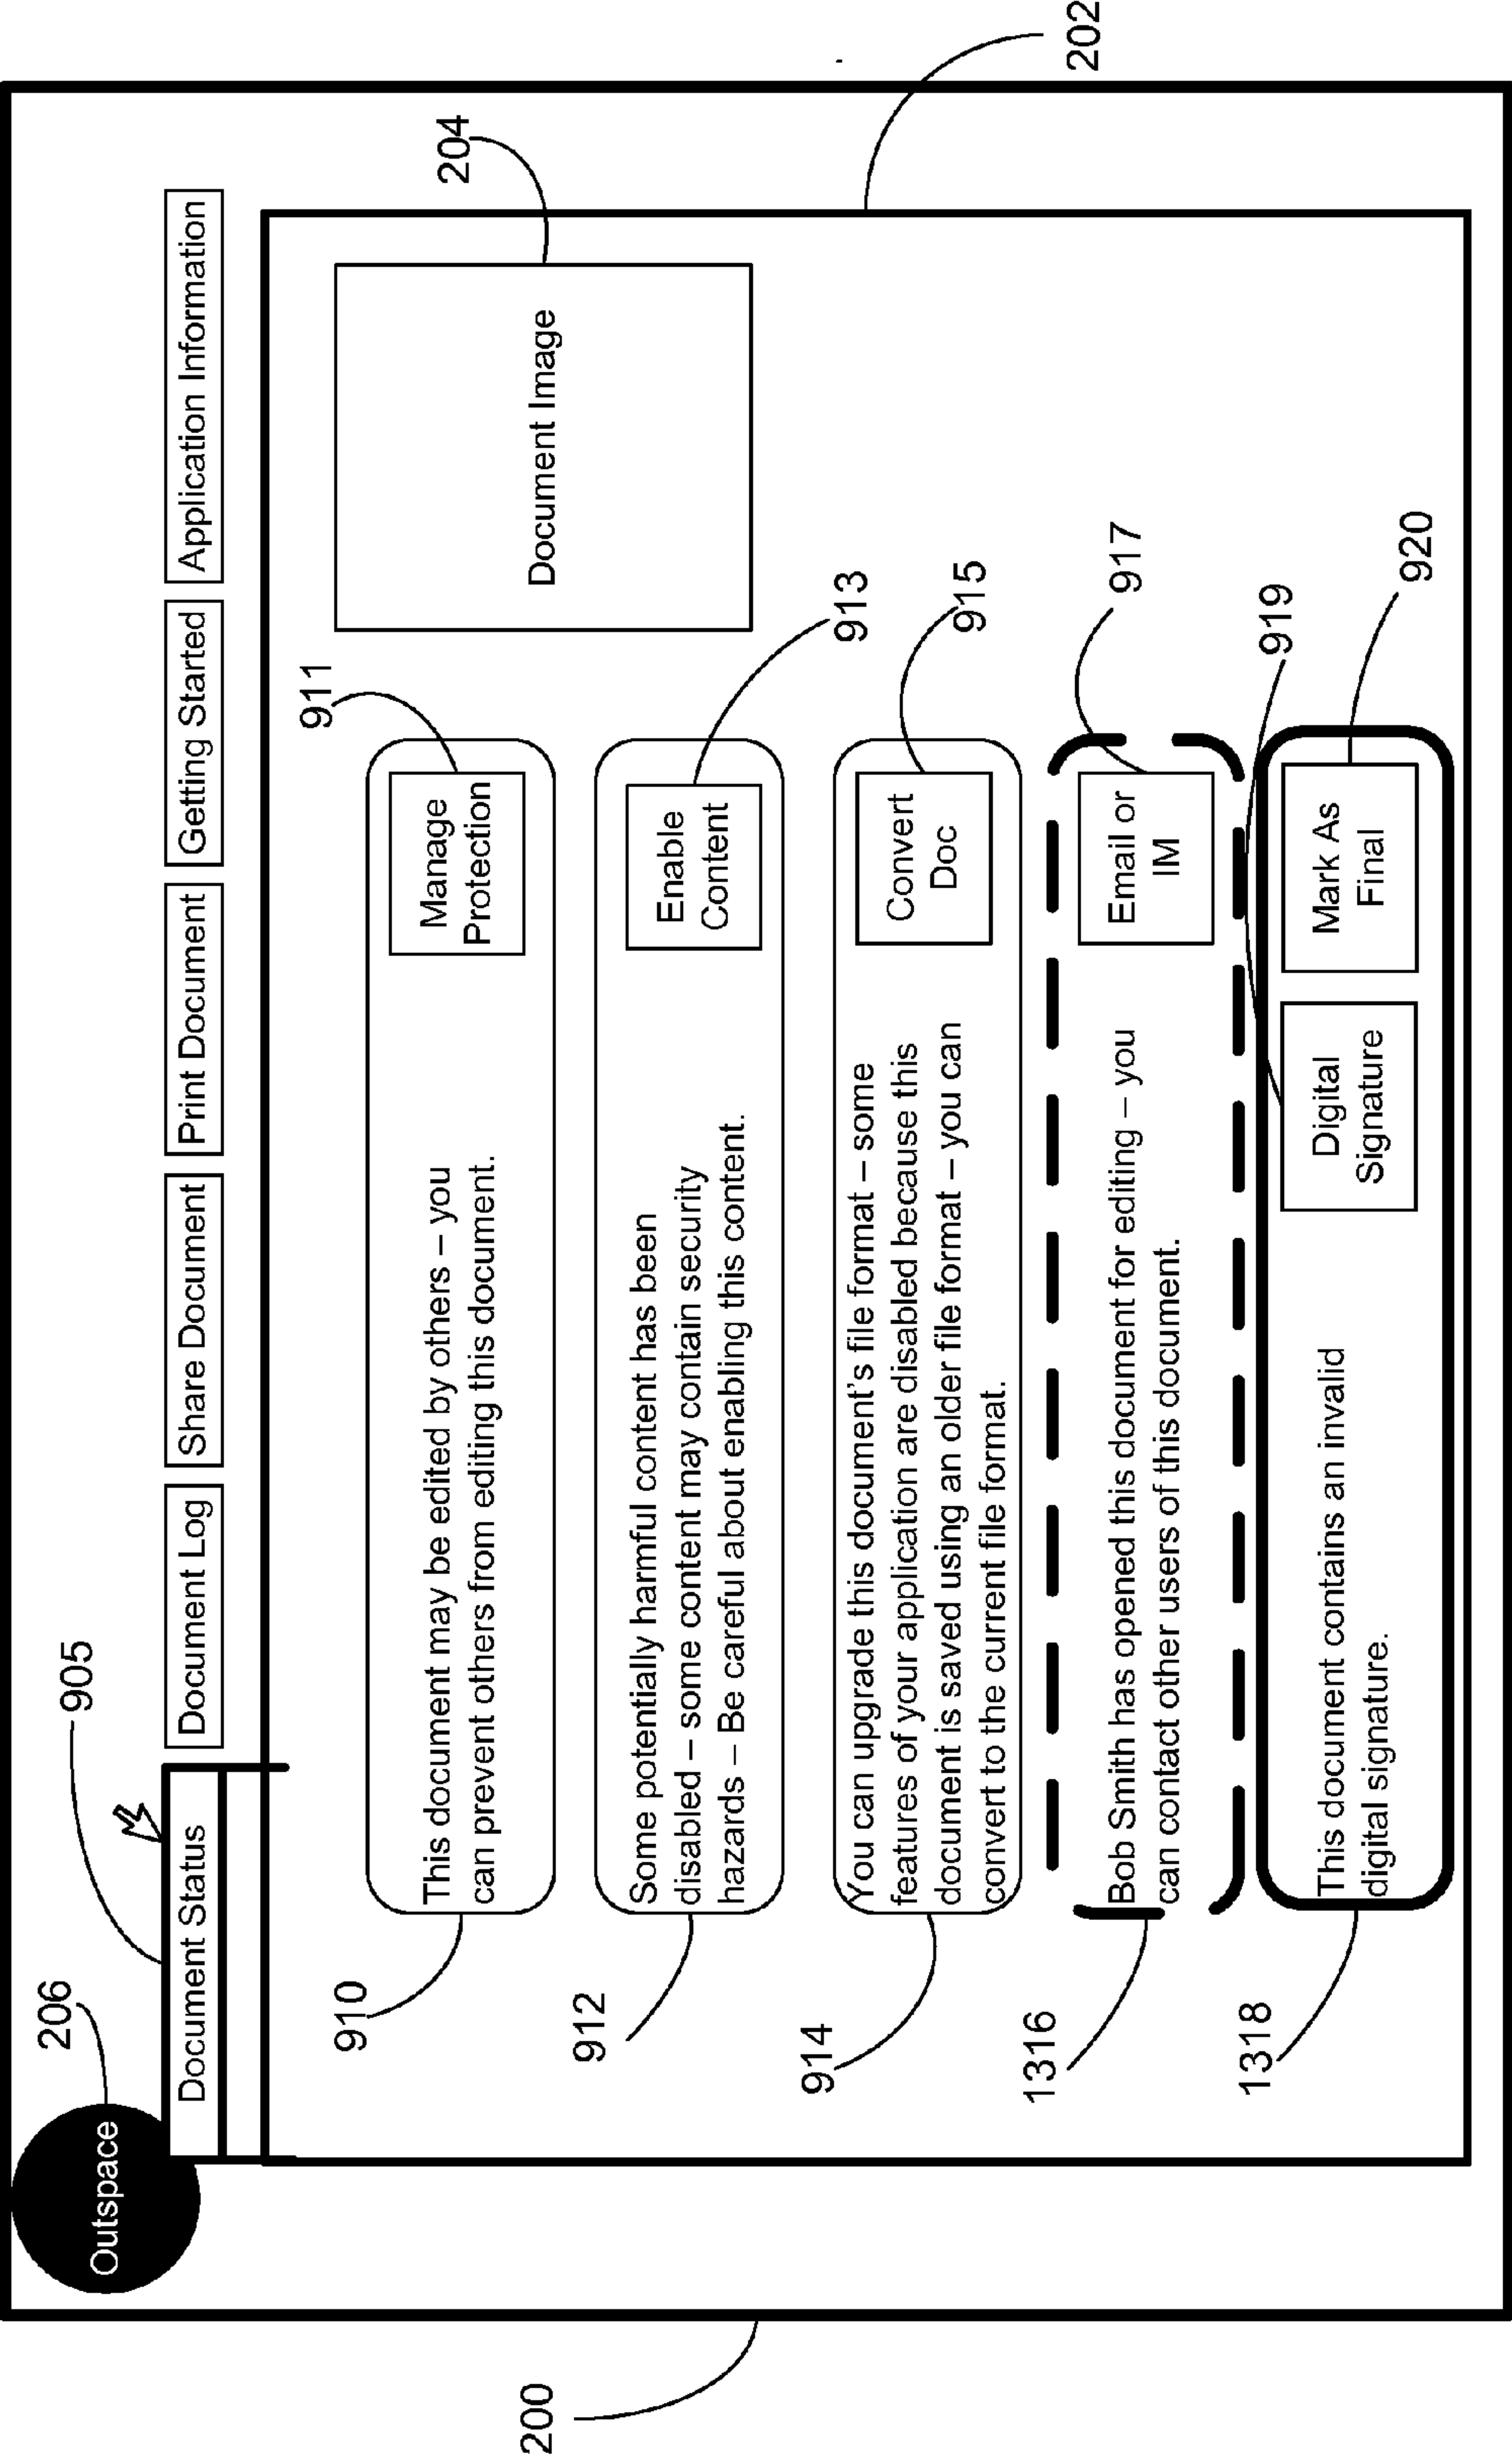 206
905
Outspace
Document Status
Document Log
Share Document
Print Document
Getting Started
Application Information
202
204
Document Image
910
This document may be edited by others – you
can prevent others from editing this document.
Manage
Protection
911
912
Some potentially harmful content has been
disabled – some content may contain security
hazards – Be careful about enabling this content.
Enable
Content
913
914
You can upgrade this document's file format – some
features of your application are disabled because this
document is saved using an older file format – you can
convert to the current file format.
Convert
Doc
915
1316
Bob Smith has opened this document for editing – you
can contact other users of this document.
Email or
IM
917
1318
This document contains an invalid
digital signature.
Digital
Signature
919
Mark As
Final
920
200